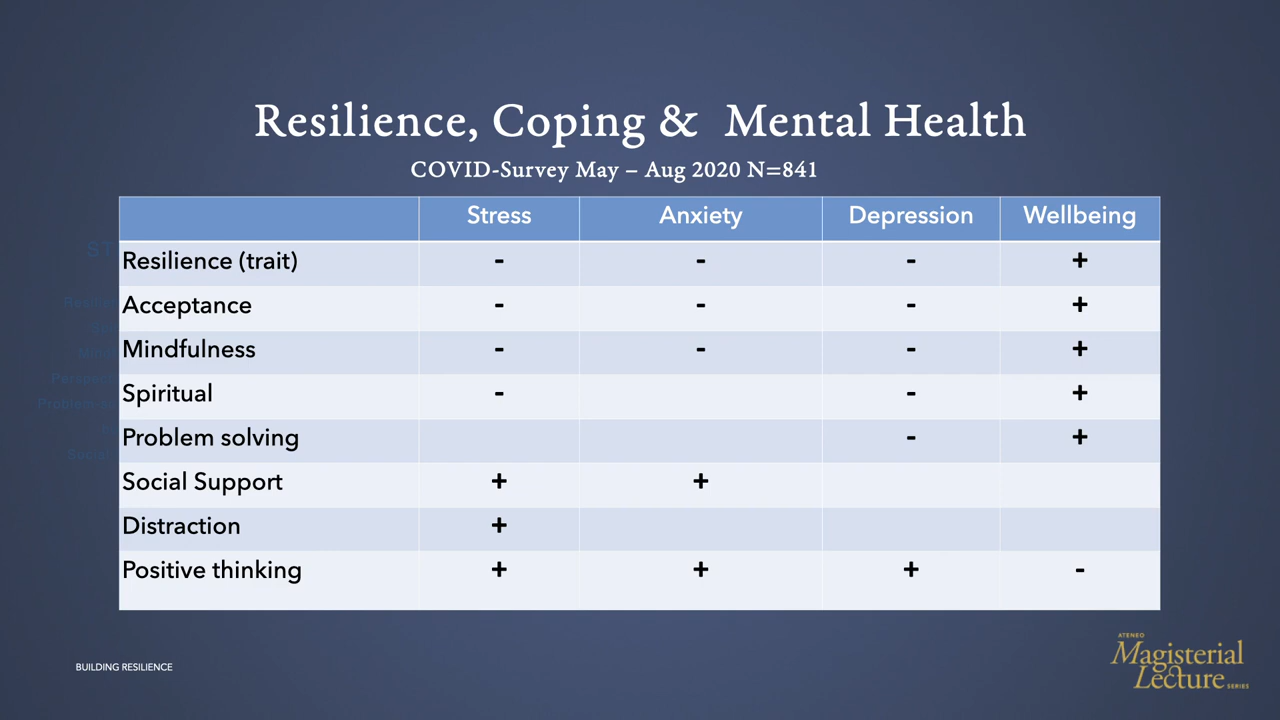 Resilience, Coping & Mental Health
COVID-Survey May – Aug 2020 N=841
Stress Anxiety Depression Wellbeing
Resilience (trait) - - - +
Acceptance - - - +
Mindfulness - - - +
Spiritual - - +
Problem solving - +
Social Support + +
Distraction +
Positive thinking + + + -
BUILDING RESILIENCE
ATENEO
Magisterial
Lecture SERIES